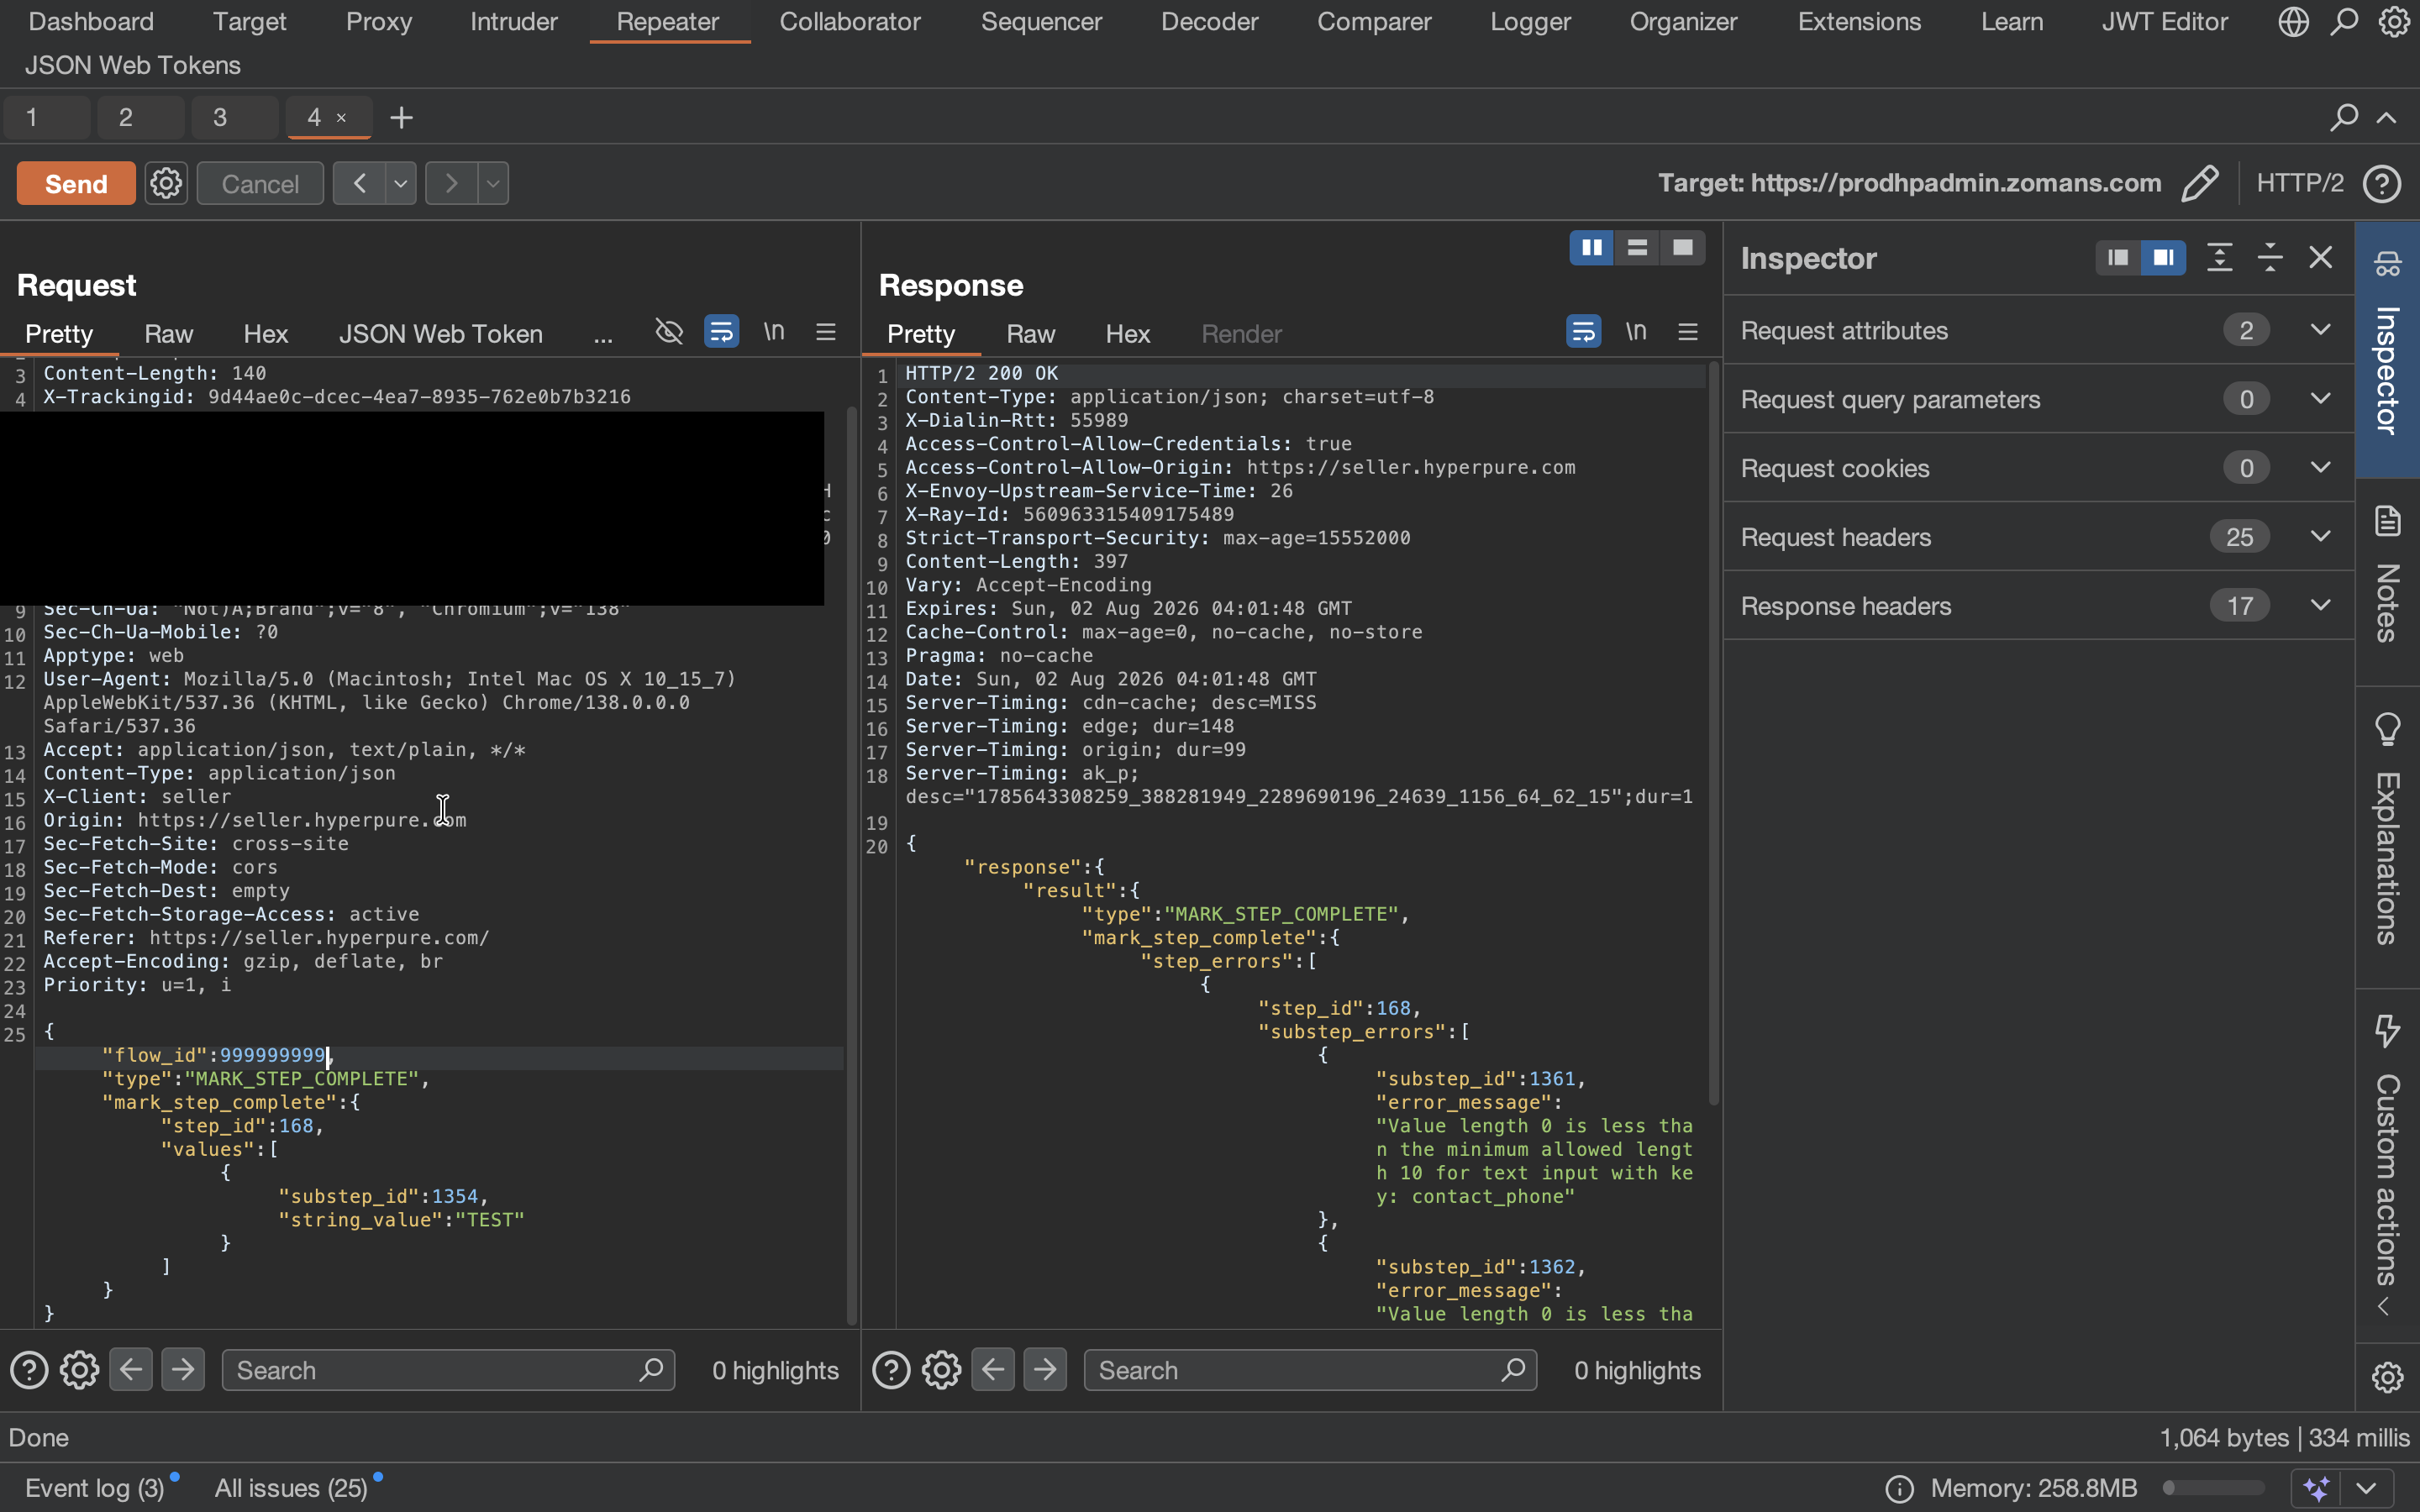 Dashboard Target Proxy Intruder Repeater Collaborator Sequencer Decoder Comparer Logger Organizer Extensions Learn JWT Editor
JSON Web Tokens
1 2 3 4 × +
Send Cancel Target: https://prodhpadmin.zomans.com HTTP/2
Request
Pretty Raw Hex JSON Web Token ... \n
3 Content-Length: 140
4 X-Trackingid: 9d44ae0c-dcec-4ea7-8935-762e0b7b3216
9 Sec-Ch-Ua: "Not)A;Brand";v="8", "Chromium";v="138"
10 Sec-Ch-Ua-Mobile: ?0
11 Apptype: web
12 User-Agent: Mozilla/5.0 (Macintosh; Intel Mac OS X 10_15_7)
AppleWebKit/537.36 (KHTML, like Gecko) Chrome/138.0.0.0
Safari/537.36
13 Accept: application/json, text/plain, */*
14 Content-Type: application/json
15 X-Client: seller
16 Origin: https://seller.hyperpure.com
17 Sec-Fetch-Site: cross-site
18 Sec-Fetch-Mode: cors
19 Sec-Fetch-Dest: empty
20 Sec-Fetch-Storage-Access: active
21 Referer: https://seller.hyperpure.com/
22 Accept-Encoding: gzip, deflate, br
23 Priority: u=1, i
24
25 {
"flow_id":999999999,
"type":"MARK_STEP_COMPLETE",
"mark_step_complete":{
"step_id":168,
"values":[
{
"substep_id":1354,
"string_value":"TEST"
}
]
}
}
Search 0 highlights
Response
Pretty Raw Hex Render \n
1 HTTP/2 200 OK
2 Content-Type: application/json; charset=utf-8
3 X-Dialin-Rtt: 55989
4 Access-Control-Allow-Credentials: true
5 Access-Control-Allow-Origin: https://seller.hyperpure.com
6 X-Envoy-Upstream-Service-Time: 26
7 X-Ray-Id: 5609633154091754​89
8 Strict-Transport-Security: max-age=15552000
9 Content-Length: 397
10 Vary: Accept-Encoding
11 Expires: Sun, 02 Aug 2026 04:01:48 GMT
12 Cache-Control: max-age=0, no-cache, no-store
13 Pragma: no-cache
14 Date: Sun, 02 Aug 2026 04:01:48 GMT
15 Server-Timing: cdn-cache; desc=MISS
16 Server-Timing: edge; dur=148
17 Server-Timing: origin; dur=99
18 Server-Timing: ak_p;
desc="1785643308259_388281949_2289690196_24639_1156_64_62_15";dur=1
19
20 {
"response":{
"result":{
"type":"MARK_STEP_COMPLETE",
"mark_step_complete":{
"step_errors":[
{
"step_id":168,
"substep_errors":[
{
"substep_id":1361,
"error_message":
"Value length 0 is less tha
n the minimum allowed lengt
h 10 for text input with ke
y: contact_phone"
},
{
"substep_id":1362,
"error_message":
"Value length 0 is less tha
Search 0 highlights
Inspector
Request attributes 2
Request query parameters 0
Request cookies 0
Request headers 25
Response headers 17
Inspector
Notes
Explanations
Custom actions
Done 1,064 bytes | 334 millis
Event log (3) All issues (25) Memory: 258.8MB